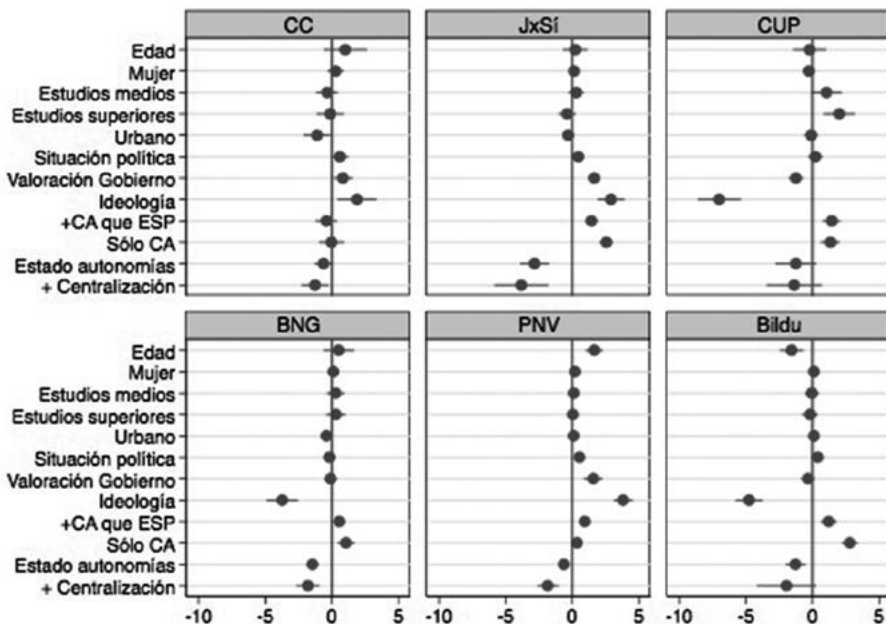 CC JxSí CUP
Edad
Mujer
Estudios medios
Estudios superiores
Urbano
Situación política
Valoración Gobierno
Ideología
+CA que ESP
Sólo CA
Estado autonomías
+ Centralización
BNG PNV Bildu
Edad
Mujer
Estudios medios
Estudios superiores
Urbano
Situación política
Valoración Gobierno
Ideología
+CA que ESP
Sólo CA
Estado autonomías
+ Centralización
-10 -5 0 5 -10 -5 0 5 -10 -5 0 5